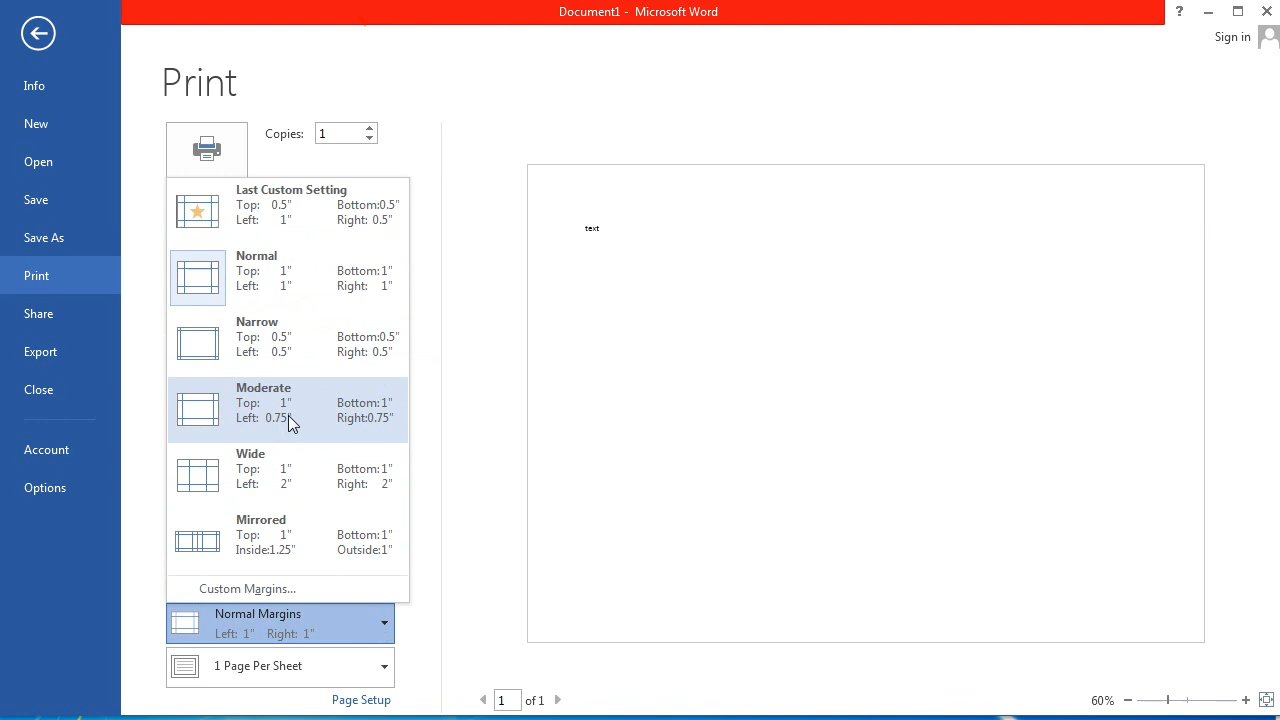 Document1 - Microsoft Word
?
Sign in
Info
New
Open
Save
Save As
Print
Share
Export
Close
Account
Options
Print
Copies: 1
Last Custom Setting
Top: 0.5" Bottom:0.5"
Left: 1" Right: 0.5"
Normal
Top: 1" Bottom:1"
Left: 1" Right: 1"
Narrow
Top: 0.5" Bottom:0.5"
Left: 0.5" Right: 0.5"
Moderate
Top: 1" Bottom:1"
Left: 0.75" Right:0.75"
Wide
Top: 1" Bottom:1"
Left: 2" Right: 2"
Mirrored
Top: 1" Bottom:1"
Inside:1.25" Outside:1"
Custom Margins...
Normal Margins
Left: 1" Right: 1"
1 Page Per Sheet
Page Setup
text
1 of 1
60%